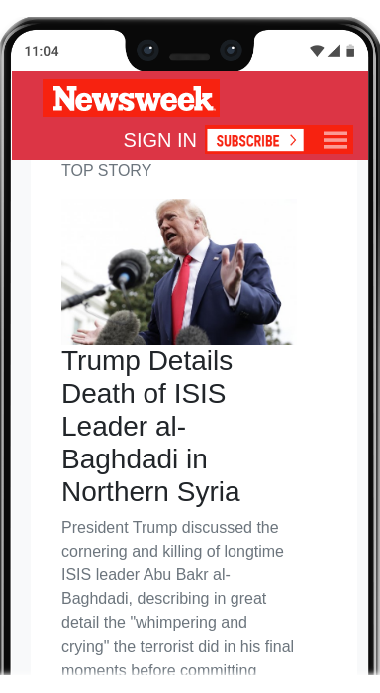 11:04
Newsweek
SIGN IN SUBSCRIBE
TOP STORY
Trump Details
Death of ISIS
Leader al-
Baghdadi in
Northern Syria
President Trump discussed the
cornering and killing of longtime
ISIS leader Abu Bakr al-
Baghdadi, describing in great
detail the "whimpering and
crying" the terrorist did in his final
moments before committing